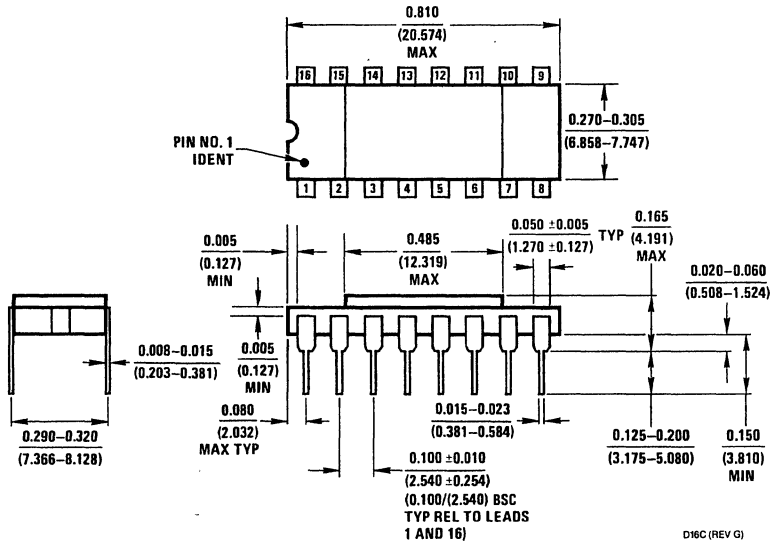 0.810
(20.574)
MAX
16 15 14 13 12 11 10 9
PIN NO. 1
IDENT
0.270–0.305
(6.858–7.747)
1 2 3 4 5 6 7 8
0.005
(0.127)
MIN
0.485
(12.319)
MAX
0.050 ±0.005
(1.270 ±0.127)
TYP
0.165
(4.191)
MAX
0.020–0.060
(0.508–1.524)
0.008–0.015
(0.203–0.381)
0.005
(0.127)
MIN
0.290–0.320
(7.366–8.128)
0.080
(2.032)
MAX TYP
0.015–0.023
(0.381–0.584)
0.100 ±0.010
(2.540 ±0.254)
(0.100/(2.540) BSC
TYP REL TO LEADS
1 AND 16)
0.125–0.200
(3.175–5.080)
0.150
(3.810)
MIN
D16C (REV G)